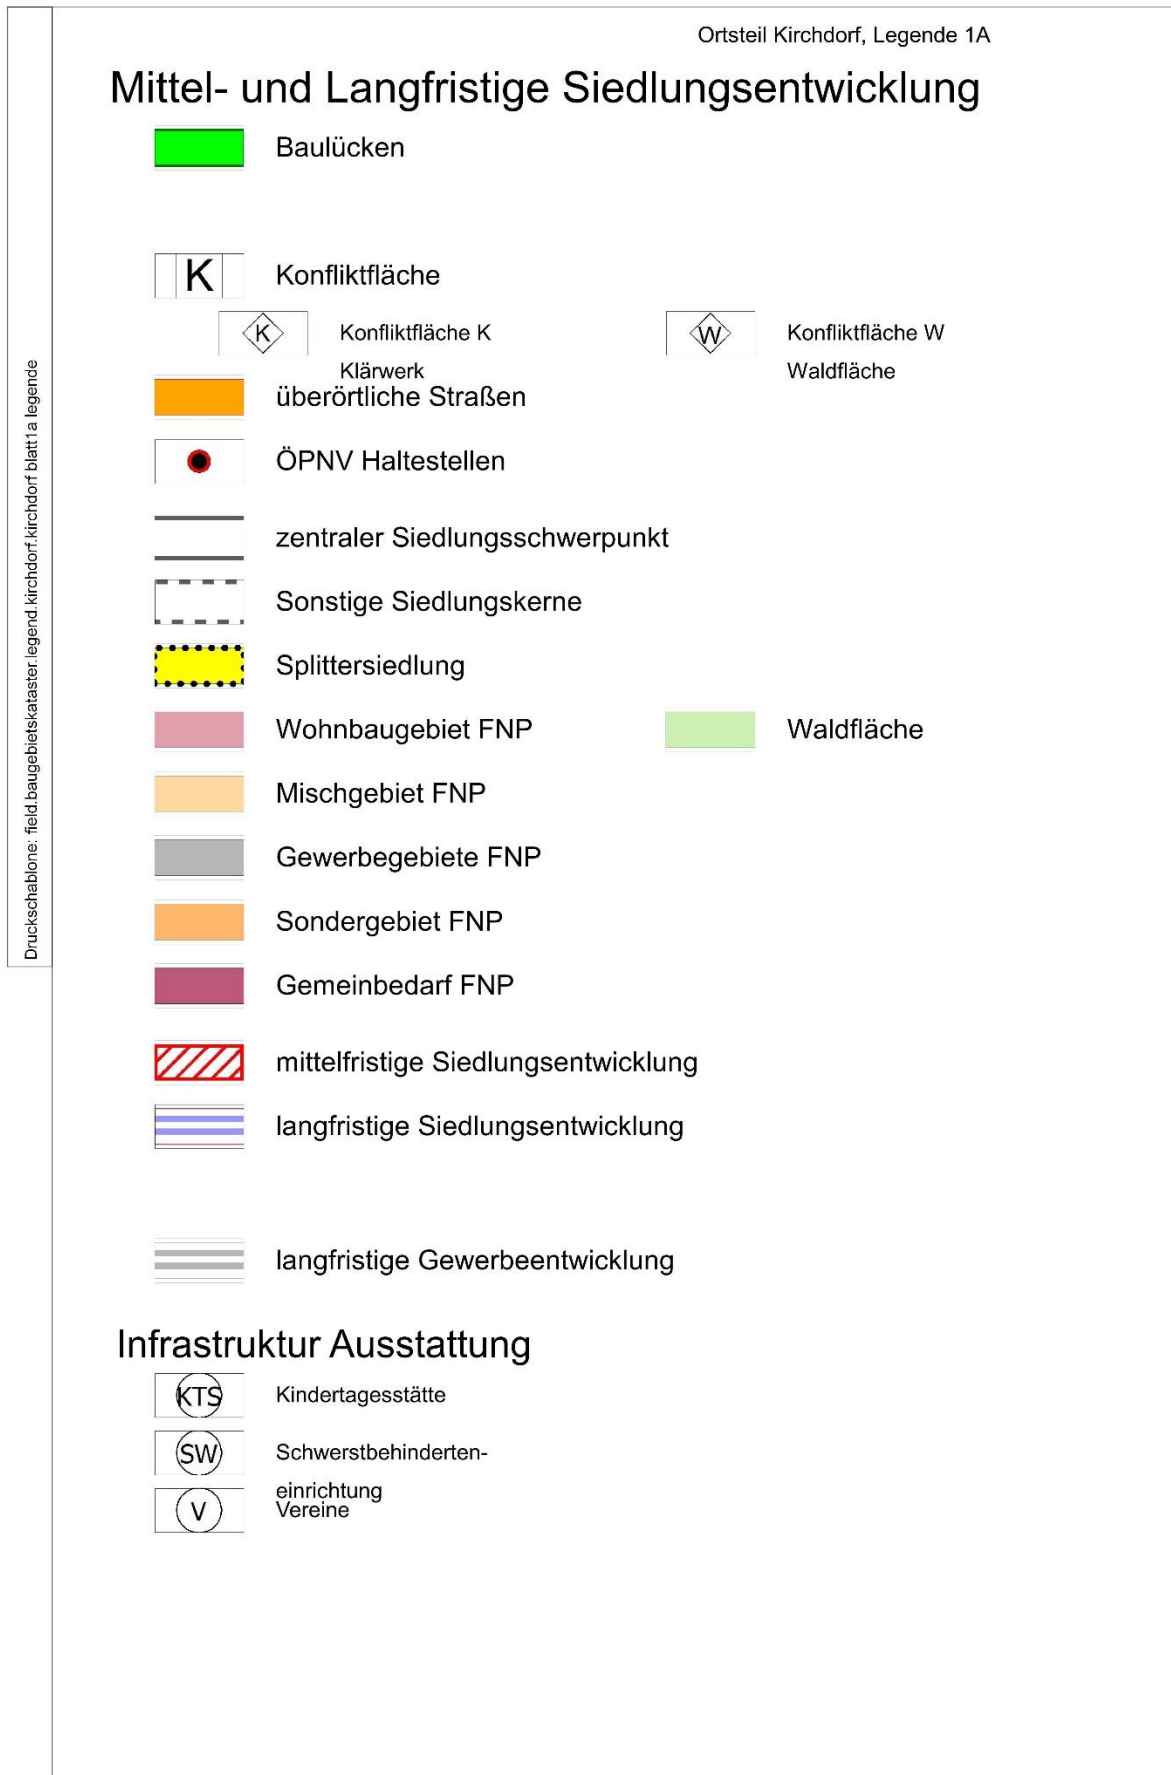 Ortsteil Kirchdorf, Legende 1A
Mittel- und Langfristige Siedlungsentwicklung
Baulücken
K Konfliktfläche
K Konfliktfläche K W Konfliktfläche W
Klärwerk Waldfläche
überörtliche Straßen
ÖPNV Haltestellen
zentraler Siedlungsschwerpunkt
Sonstige Siedlungskerne
Splittersiedlung
Wohnbaugebiet FNP Waldfläche
Mischgebiet FNP
Gewerbegebiete FNP
Sondergebiet FNP
Gemeinbedarf FNP
mittelfristige Siedlungsentwicklung
langfristige Siedlungsentwicklung
langfristige Gewerbeentwicklung
Infrastruktur Ausstattung
KTS Kindertagesstätte
SW Schwerstbehinderten-
einrichtung
V Vereine
Druckschablone: field.baugebietskataster.legend.kirchdorf.kirchdorf blatt1a legende